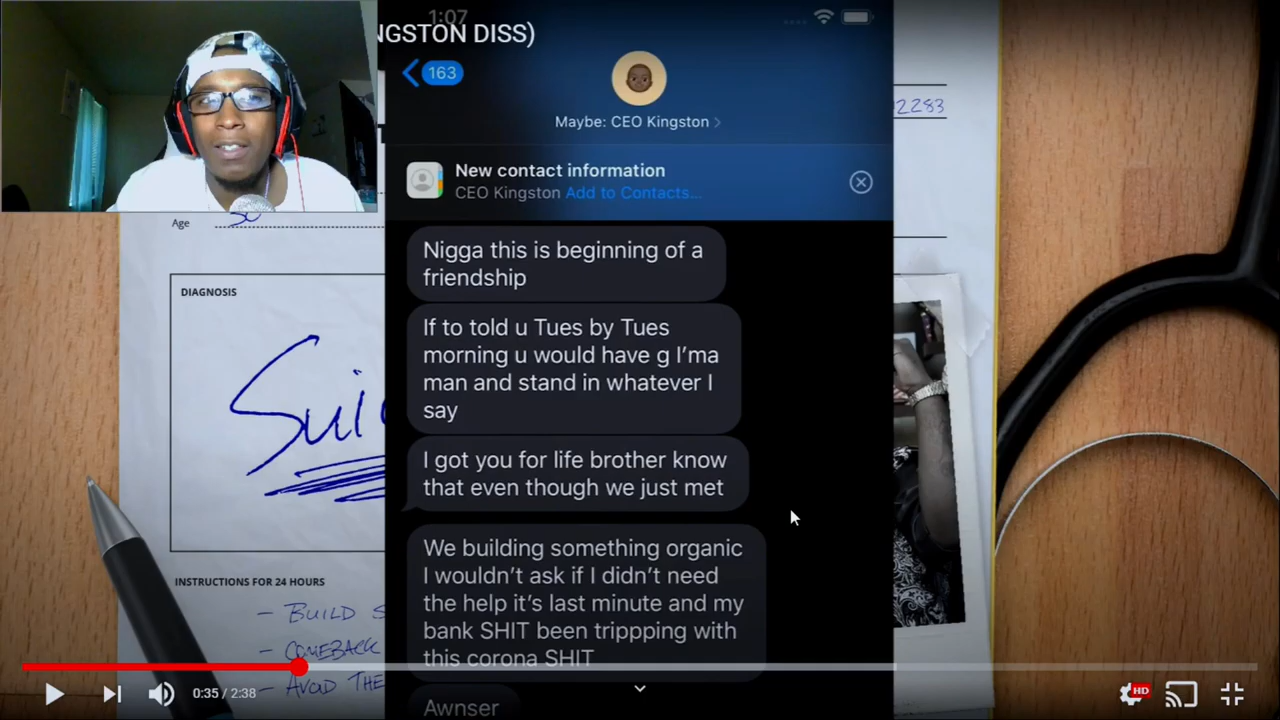 1:07
NGSTON DISS)
163
Maybe: CEO Kingston
New contact information
CEO Kingston Add to Contacts...
2283
Age
DIAGNOSIS
Nigga this is beginning of a
friendship
If to told u Tues by Tues
morning u would have g I'ma
man and stand in whatever I
say
I got you for life brother know
that even though we just met
We building something organic
I wouldn't ask if I didn't need
the help it's last minute and my
bank SHIT been trippping with
this corona SHIT
Awnser
INSTRUCTIONS FOR 24 HOURS
- BUILD S
- COMEBACK
- AVOID THE
0:35 / 2:38
HD